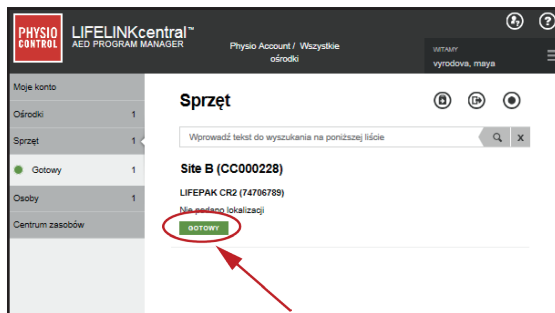 PHYSIO
CONTROL
LIFELINKcentral™
AED PROGRAM MANAGER
Physio Account / Wszystkie
ośrodki
WITAMY
vyrodova, maya
Moje konto
Ośrodki 1
Sprzęt 1
Gotowy 1
Osoby 1
Centrum zasobów
Sprzęt
Wprowadź tekst do wyszukania na poniższej liście
x
Site B (CC000228)
LIFEPAK CR2 (74706789)
Nie podano lokalizacji
GOTOWY